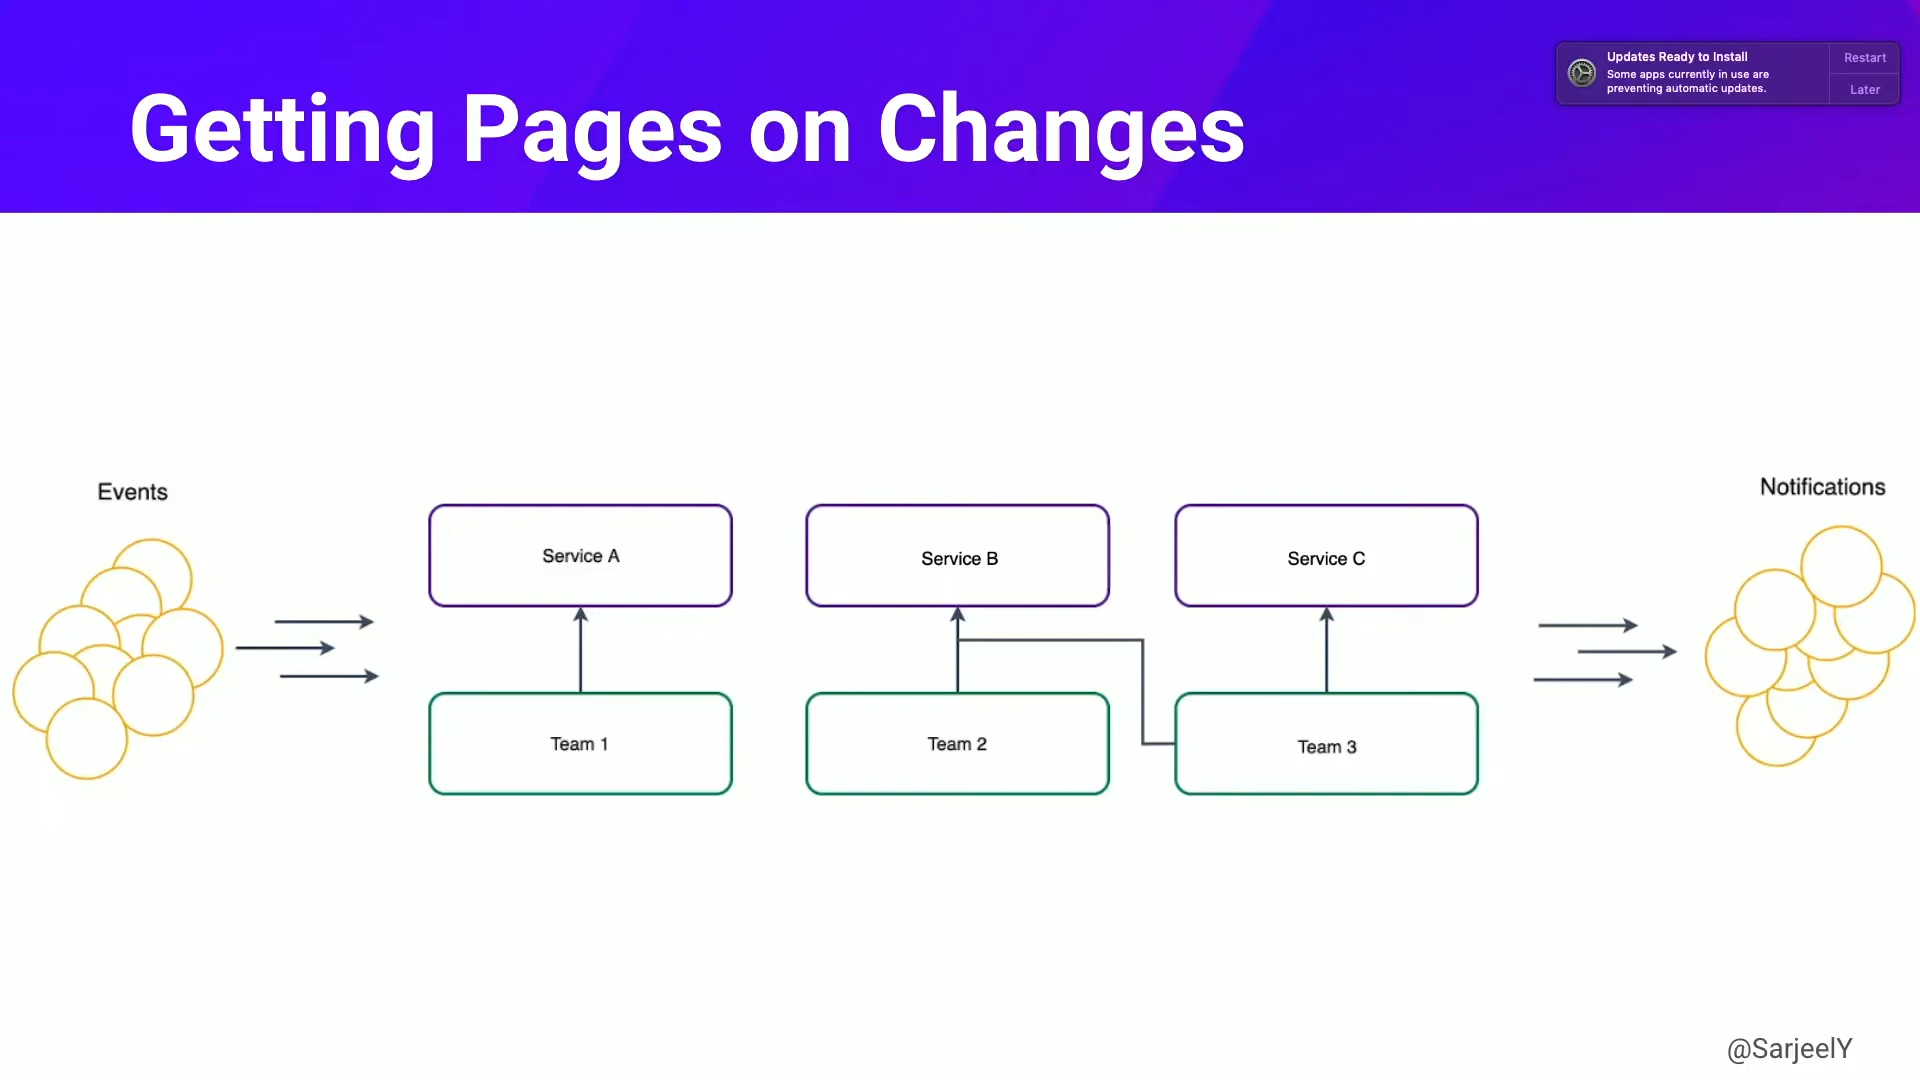 Getting Pages on Changes
Updates Ready to Install
Some apps currently in use are
preventing automatic updates.
Restart
Later
Events
Notifications
Service A
Service B
Service C
Team 1
Team 2
Team 3
@SarjeelY